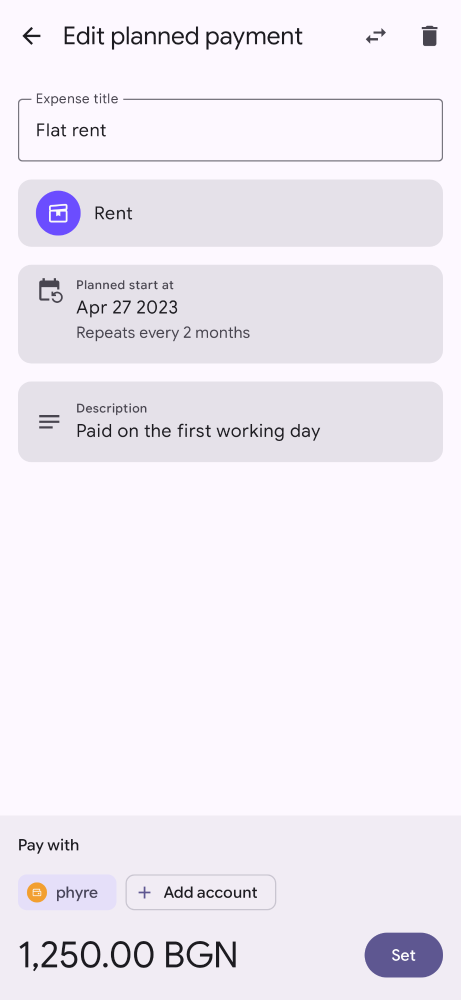 Edit planned payment
Expense title
Flat rent
Rent
Planned start at
Apr 27 2023
Repeats every 2 months
Description
Paid on the first working day
Pay with
phyre
Add account
1,250.00 BGN
Set